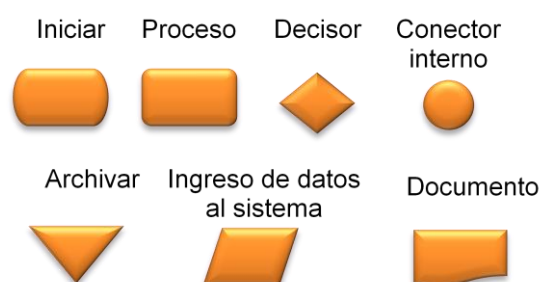 Iniciar
Proceso
Decisor
Conector
interno
Archivar
Ingreso de datos
al sistema
Documento